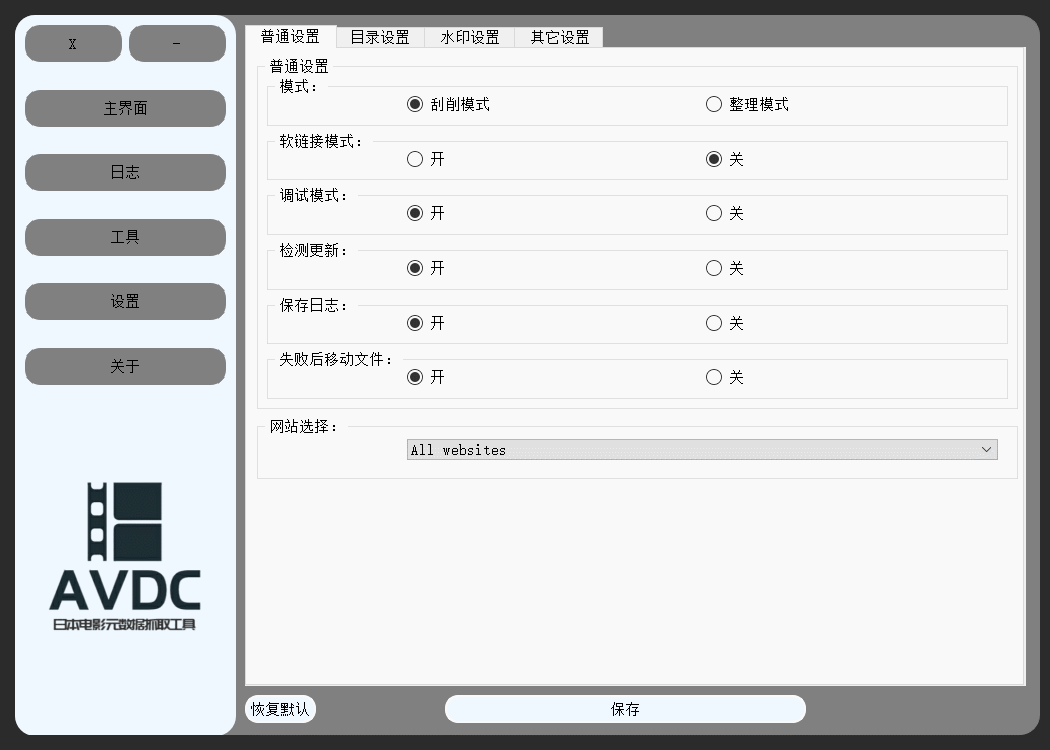 X
-
主界面
日志
工具
设置
关于
AVDC
日本电影元数据抓取工具
普通设置 目录设置 水印设置 其它设置
普通设置
模式：
刮削模式 整理模式
软链接模式：
开 关
调试模式：
开 关
检测更新：
开 关
保存日志：
开 关
失败后移动文件：
开 关
网站选择：
All websites
恢复默认 保存